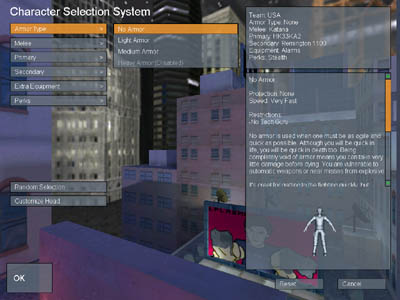 Character Selection System
Armor Type >
Melee >
Primary >
Secondary >
Extra Equipment >
Perks >
Random Selection
Customize Head
OK
No Armor
Light Armor
Medium Armor
Heavy Armor (Disabled)
Team: USA
Armor Type: None
Melee: Katana
Primary: HK33KA2
Secondary: Remington 1100
Equipment: Alarms
Perks: Stealth
No Armor
Protection: None
Speed: Very Fast
Restrictions:
-No Tech Guns
No armor is used when one must be agile and
quick as possible. Although you will be quick in
life, you will be quick in death too. Being
completely void of armor means you can take very
little damage before dying. You are vulnerable to
automatic weapons or near misses from explosive
Reset
Cancel